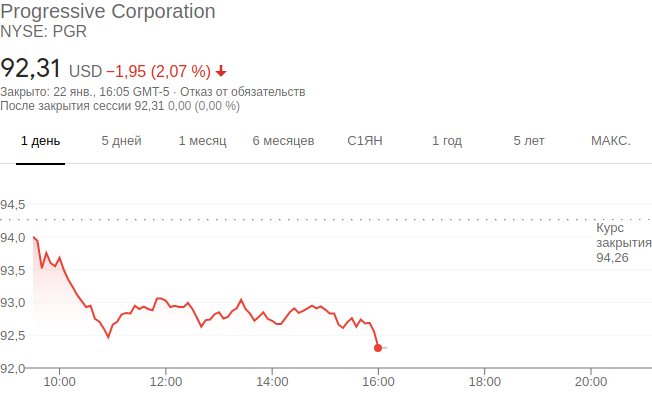 Progressive Corporation
NYSE: PGR
92,31 USD −1,95 (2,07 %)
Закрыто: 22 янв., 16:05 GMT-5 · Отказ от обязательств
После закрытия сессии 92,31 0,00 (0,00 %)
1 день 5 дней 1 месяц 6 месяцев С1ЯН 1 год 5 лет МАКС.
94,5
Курс
закрытия
94,26
94,0
93,5
93,0
92,5
92,0
10:00 12:00 14:00 16:00 18:00 20:00